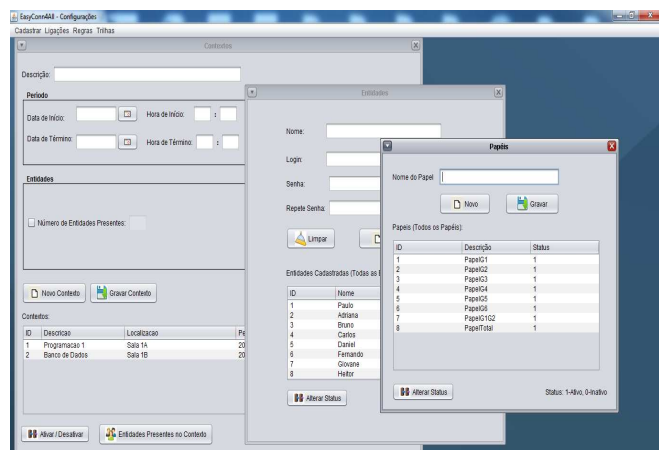 EasyConn4All - Configurações
Cadastrar Ligações Regras Trilhas
Contextos
Descrição:
Período
Data de Início:
Hora de Início:
:
Data de Término:
Hora de Término:
:
Entidades
Número de Entidades Presentes:
Novo Contexto
Gravar Contexto
Contextos:
ID Descricao Localizacao Pe
1 Programacao 1 Sala 1A 20
2 Banco de Dados Sala 1B 20
Ativar / Desativar
Entidades Presentes no Contexto
Entidades
Nome:
Login:
Senha:
Repete Senha:
Limpar
Entidades Cadastradas (Todas as E
ID Nome
1 Paulo
2 Adriana
3 Bruno
4 Carlos
5 Daniel
6 Fernando
7 Giovane
8 Heitor
Alterar Status
Papéis
Nome do Papel
Novo
Gravar
Papeis (Todos os Papéis):
ID Descrição Status
1 PapelG1 1
2 PapelG2 1
3 PapelG3 1
4 PapelG4 1
5 PapelG5 1
6 PapelG6 1
7 PapelG1G2 1
8 PapelTotal 1
Alterar Status
Status: 1-Ativo, 0-Inativo